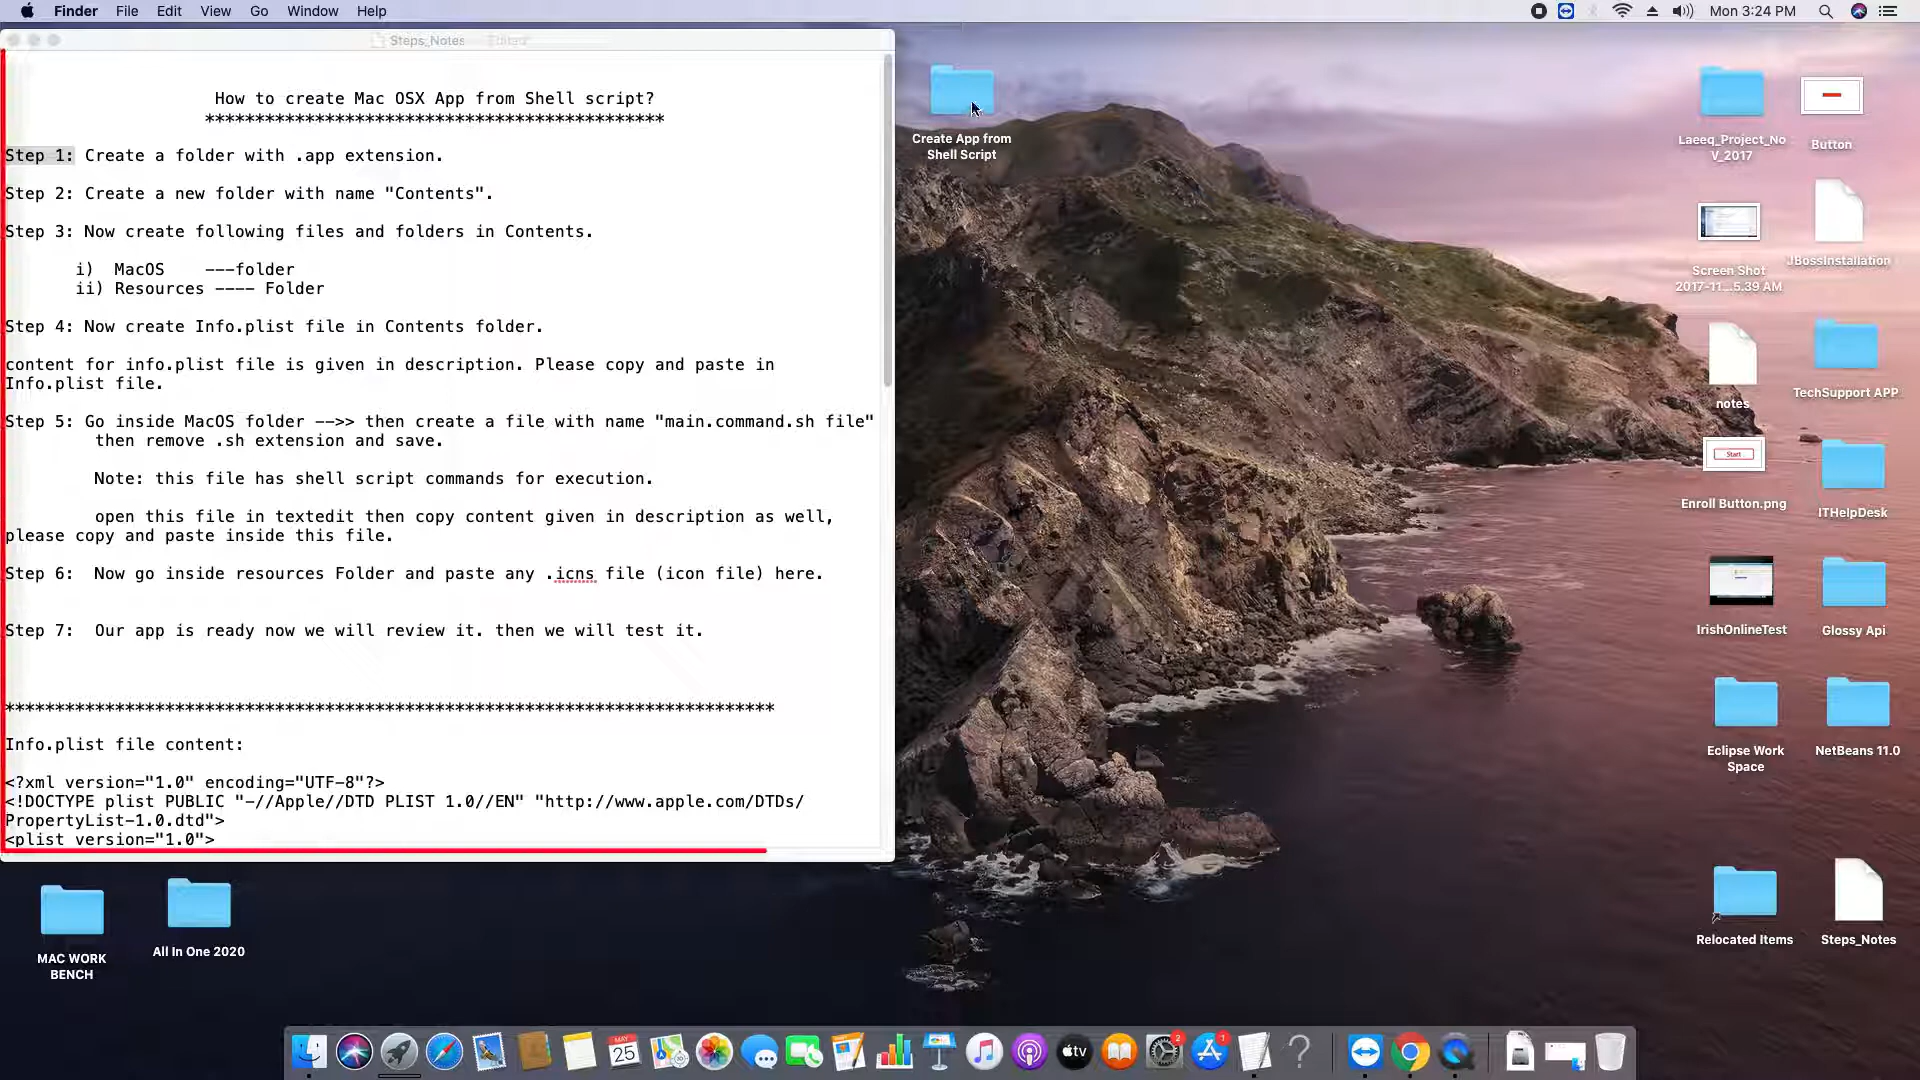 Finder File Edit View Go Window Help
Mon 3:24 PM
Steps_Notes — Edited
How to create Mac OSX App from Shell script?
**********************************************
Step 1: Create a folder with .app extension.
Step 2: Create a new folder with name "Contents".
Step 3: Now create following files and folders in Contents.
i) MacOS ---folder
ii) Resources ---- Folder
Step 4: Now create Info.plist file in Contents folder.
content for info.plist file is given in description. Please copy and paste in
Info.plist file.
Step 5: Go inside MacOS folder -->> then create a file with name "main.command.sh file"
then remove .sh extension and save.
Note: this file has shell script commands for execution.
open this file in textedit then copy content given in description as well,
please copy and paste inside this file.
Step 6: Now go inside resources Folder and paste any .icns file (icon file) here.
Step 7: Our app is ready now we will review it. then we will test it.
*****************************************************************************
Info.plist file content:
<?xml version="1.0" encoding="UTF-8"?>
<!DOCTYPE plist PUBLIC "-//Apple//DTD PLIST 1.0//EN" "http://www.apple.com/DTDs/
PropertyList-1.0.dtd">
<plist version="1.0">
Create App from
Shell Script
Laeeq_Project_No
V_2017
Button
Screen Shot
2017-11...5.39 AM
JBossInstallation
notes
TechSupport APP
Start
Enroll Button.png
ITHelpDesk
IrishOnlineTest
Glossy Api
Eclipse Work
Space
NetBeans 11.0
Relocated Items
Steps_Notes
MAC WORK
BENCH
All In One 2020
MAY
25
tv
2
1